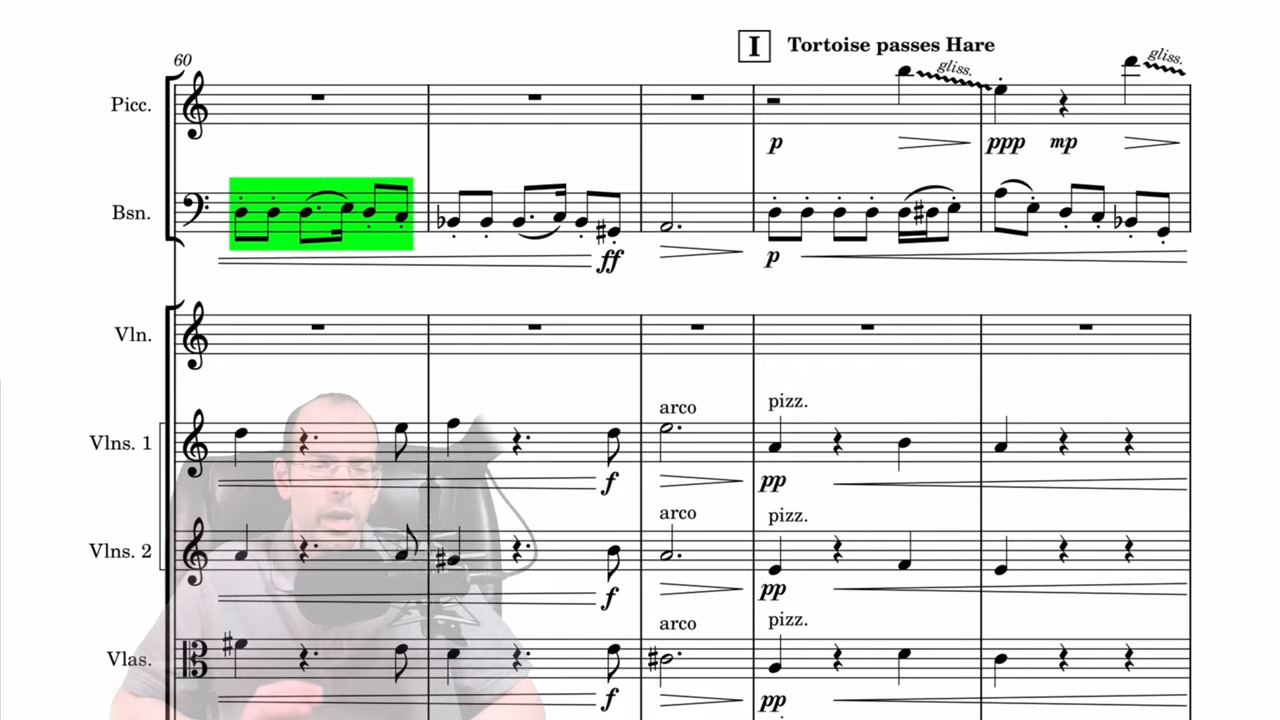 I Tortoise passes Hare
60
gliss. gliss.
Picc.
p ppp mp
Bsn.
ff p
Vln.
arco pizz.
Vlns. 1
f pp
arco pizz.
Vlns. 2
f pp
arco pizz.
Vlas.
f pp